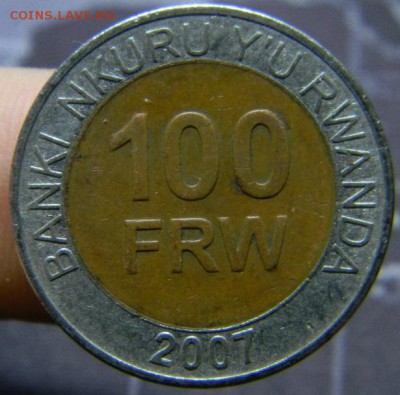 COINS.LAVE.RU
BANKI NKURU Y'U RWANDA
100
FRW
2007